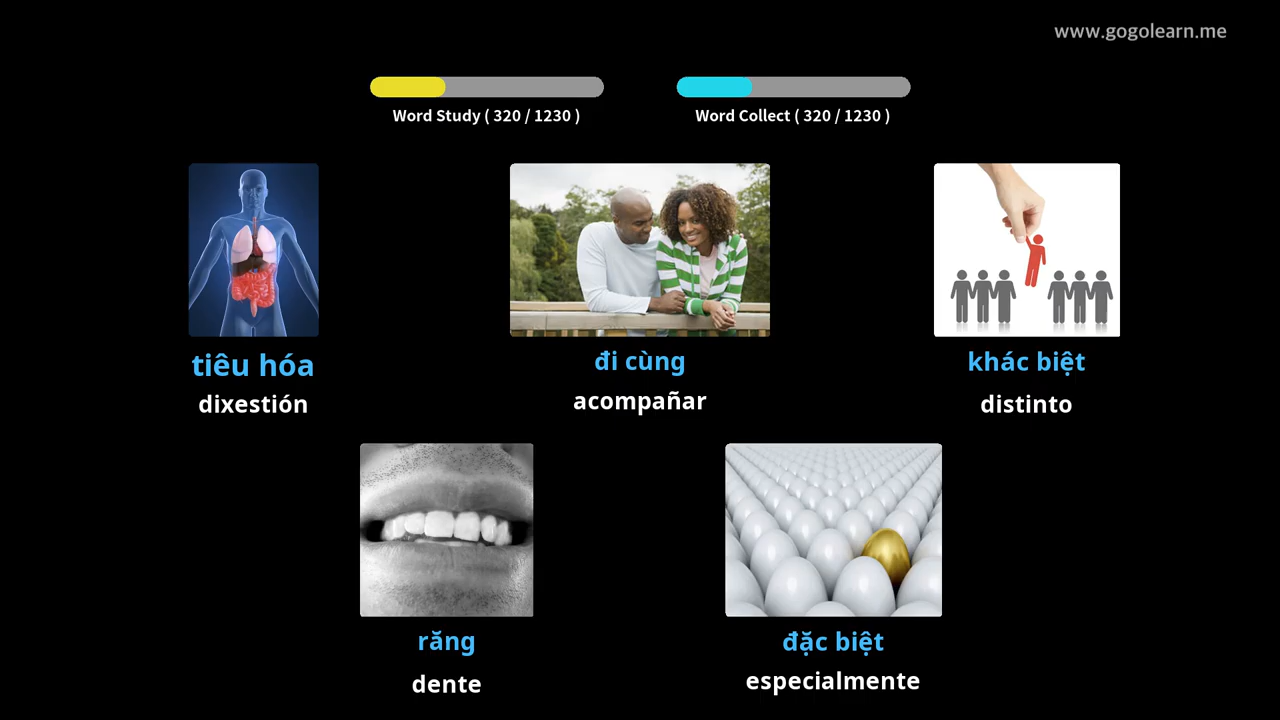 www.gogolearn.me
Word Study ( 320 / 1230 )
Word Collect ( 320 / 1230 )
tiêu hóa
dixestión
đi cùng
acompañar
khác biệt
distinto
răng
dente
đặc biệt
especialmente